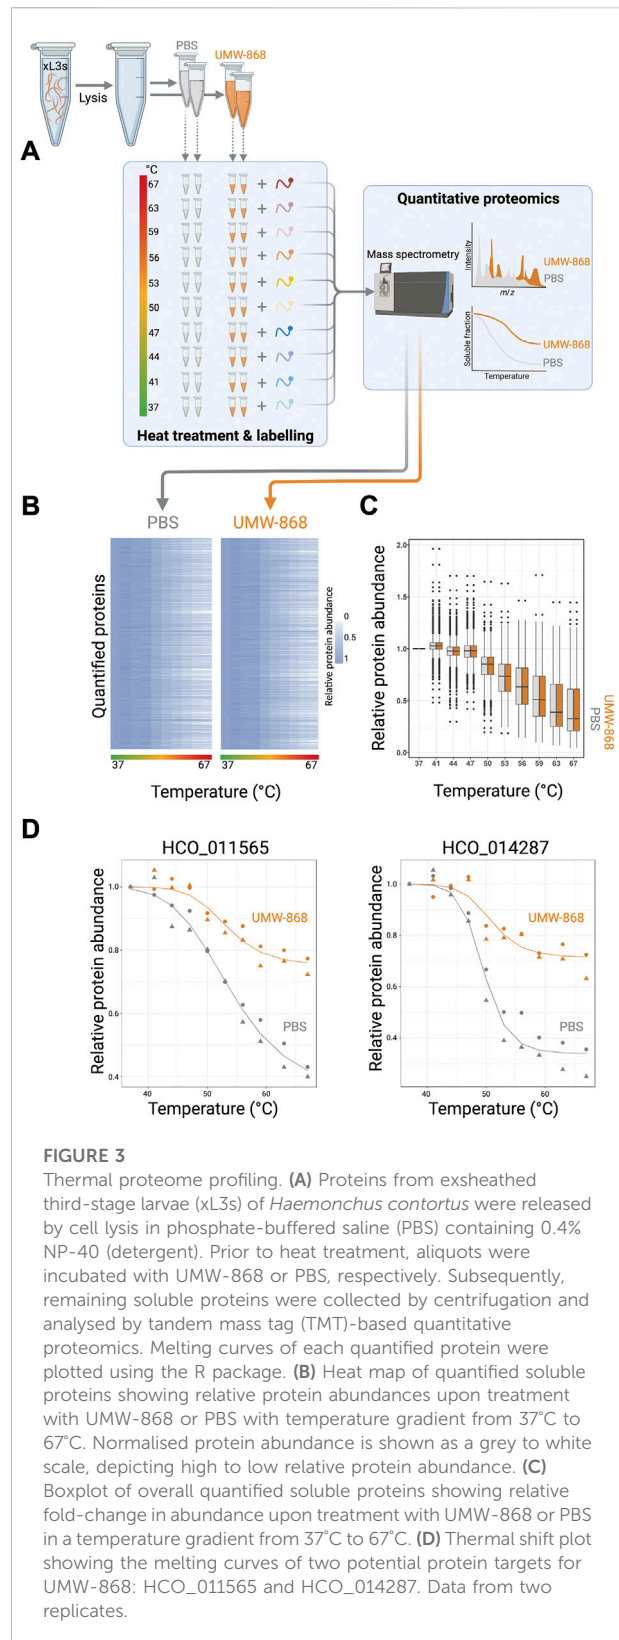 PBS
UMW-868
xL3s
Lysis
A
°C
67
63
59
56
53
50
47
44
41
37
+
+
+
+
+
+
+
+
+
+
Heat treatment & labelling
Quantitative proteomics
Mass spectrometry
Intensity
UMW-868
PBS
m/z
Soluble fraction
UMW-868
PBS
Temperature
B
PBS
UMW-868
Quantified proteins
Relative protein abundance
0
0.5
1
37
67
37
67
Temperature (°C)
C
Relative protein abundance
2.0
1.5
1.0
0.5
0.0
37 41 44 47 50 53 56 59 63 67
Temperature (°C)
UMW-868
PBS
D
HCO_011565
Relative protein abundance
1.0
0.8
0.6
0.4
UMW-868
PBS
40 50 60
Temperature (°C)
HCO_014287
Relative protein abundance
1.0
0.8
0.6
0.4
UMW-868
PBS
40 50 60
Temperature (°C)
FIGURE 3
Thermal proteome profiling. (A) Proteins from exsheathed
third-stage larvae (xL3s) of Haemonchus contortus were released
by cell lysis in phosphate-buffered saline (PBS) containing 0.4%
NP-40 (detergent). Prior to heat treatment, aliquots were
incubated with UMW-868 or PBS, respectively. Subsequently,
remaining soluble proteins were collected by centrifugation and
analysed by tandem mass tag (TMT)-based quantitative
proteomics. Melting curves of each quantified protein were
plotted using the R package. (B) Heat map of quantified soluble
proteins showing relative protein abundances upon treatment
with UMW-868 or PBS with temperature gradient from 37°C to
67°C. Normalised protein abundance is shown as a grey to white
scale, depicting high to low relative protein abundance. (C)
Boxplot of overall quantified soluble proteins showing relative
fold-change in abundance upon treatment with UMW-868 or PBS
in a temperature gradient from 37°C to 67°C. (D) Thermal shift plot
showing the melting curves of two potential protein targets for
UMW-868: HCO_011565 and HCO_014287. Data from two
replicates.